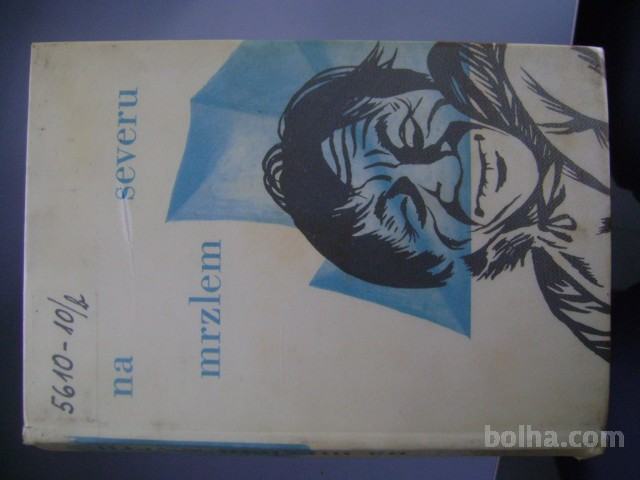 5610-10/2
na severu
mrzlem
bolha.com